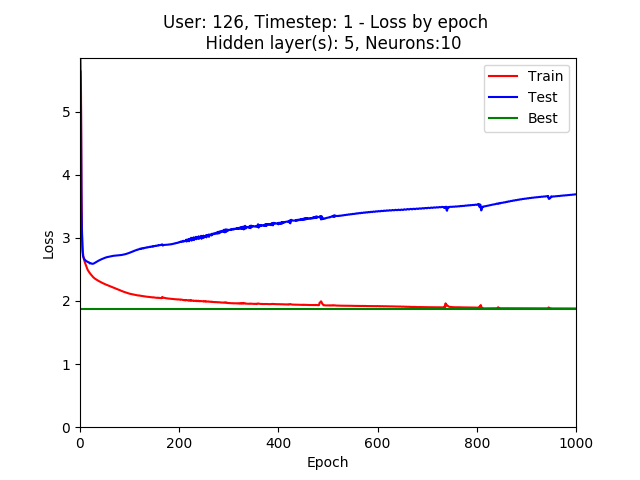 User: 126, Timestep: 1 - Loss by epoch
Hidden layer(s): 5, Neurons:10
Train
Test
Best
Loss
5
4
3
2
1
0
0 200 400 600 800 1000
Epoch